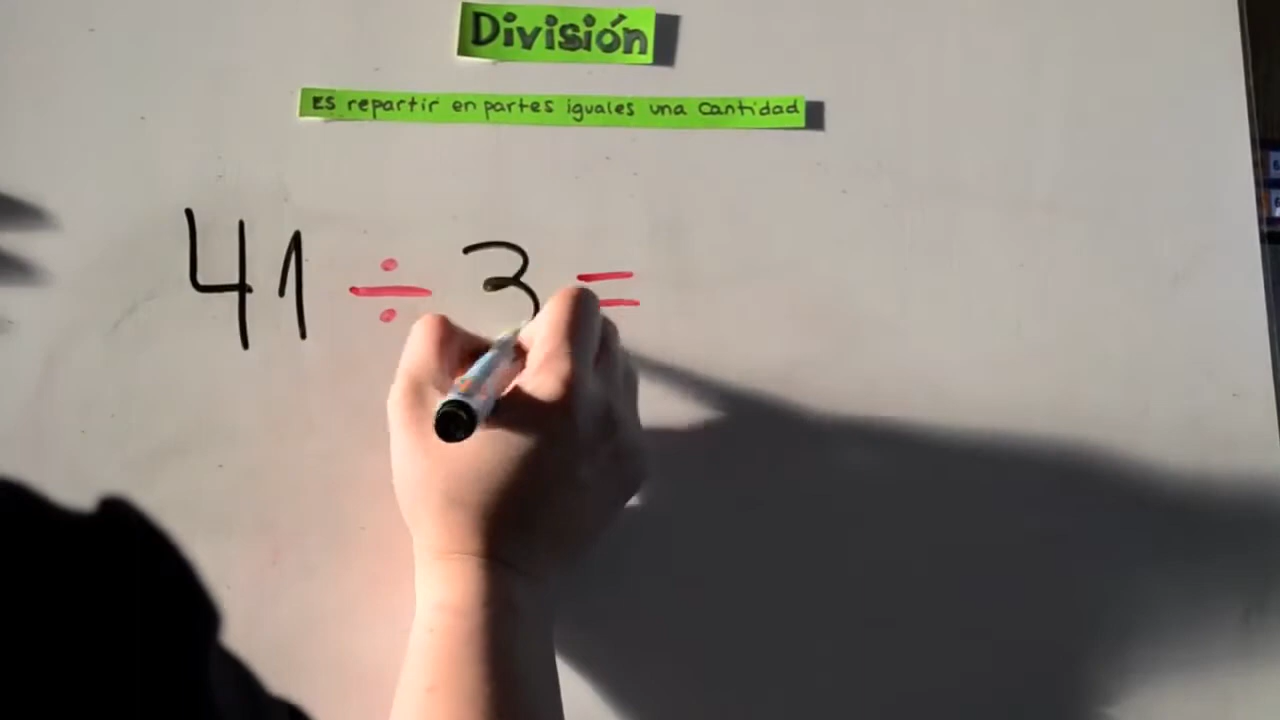 División
ES repartir en partes iguales una cantidad
41 ÷ 3 =